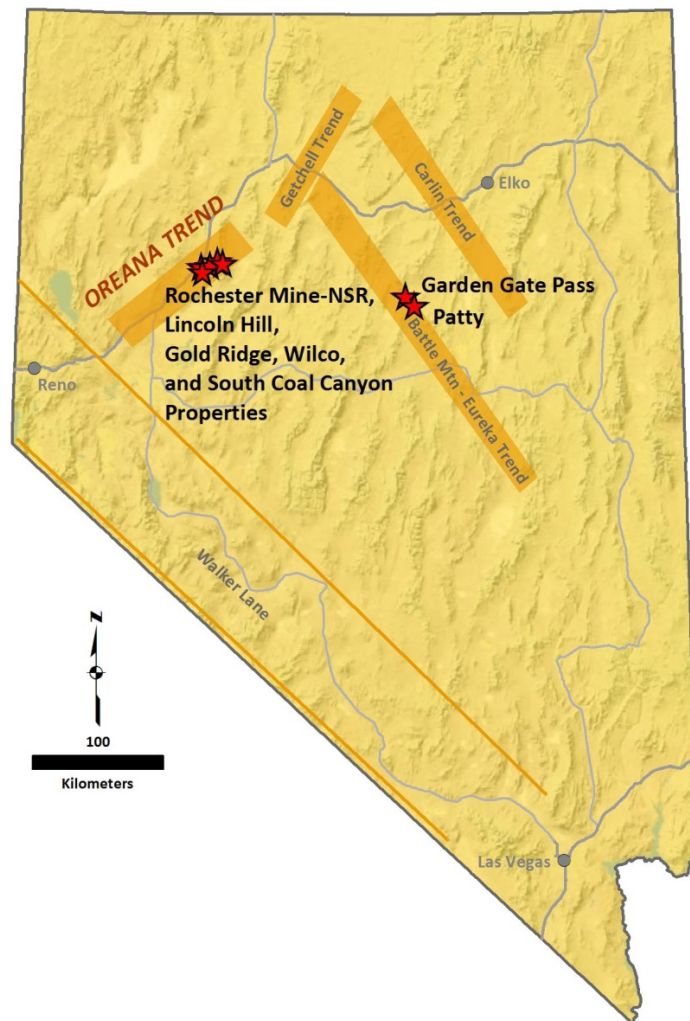 Getchell Trend
Carlin Trend
Elko
OREANA TREND
Garden Gate Pass
Patty
Rochester Mine-NSR,
Lincoln Hill,
Gold Ridge, Wilco,
and South Coal Canyon
Properties
Battle Mtn - Eureka Trend
Reno
Walker Lane
N
100
Kilometers
Las Vegas